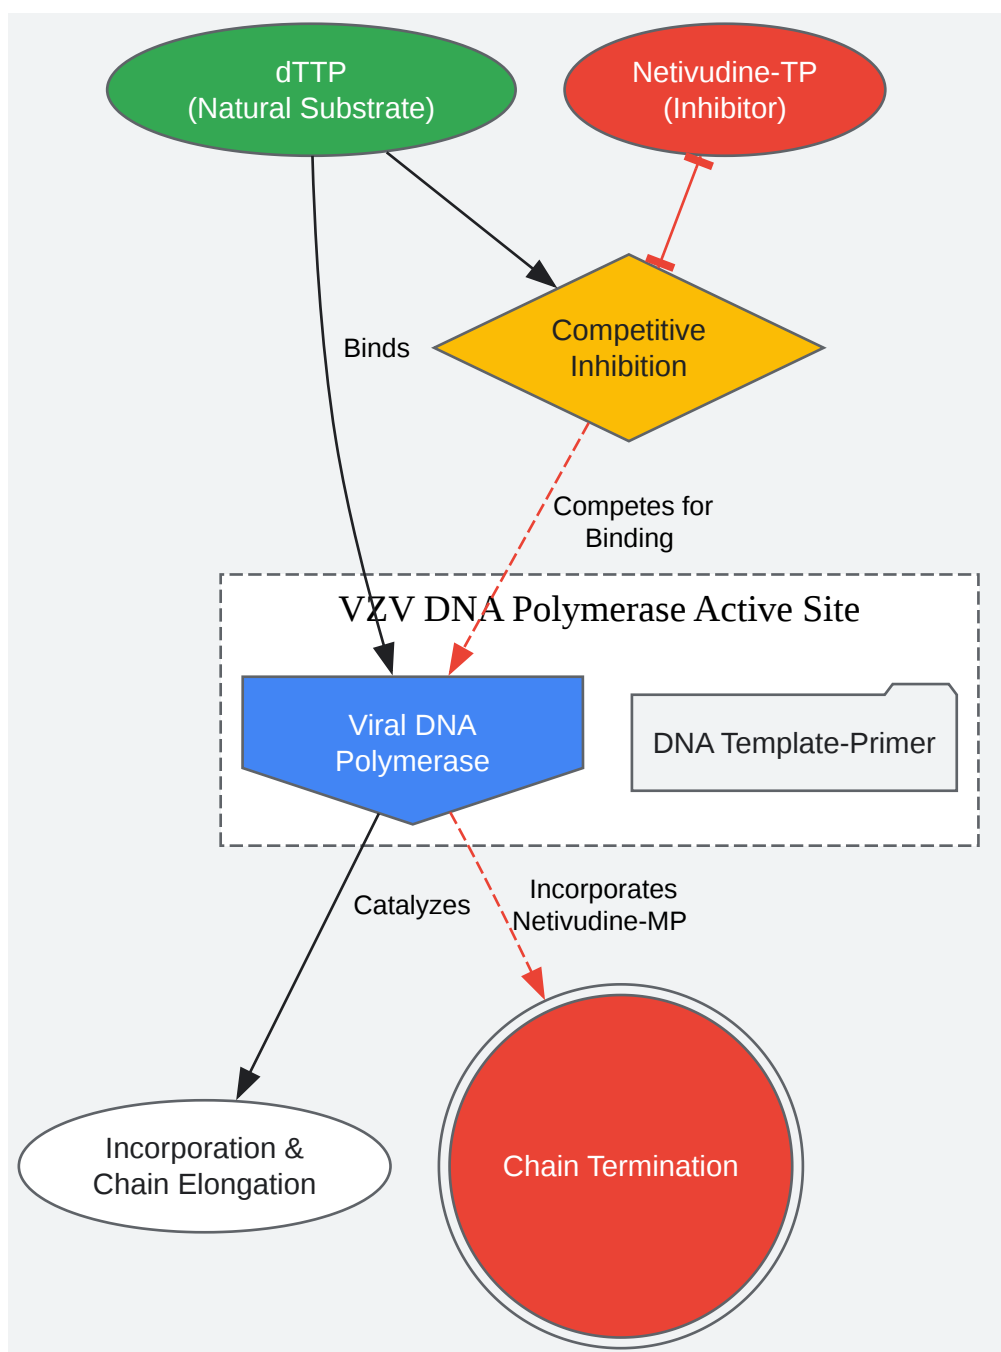 dTTP
(Natural Substrate)
Netivudine-TP
(Inhibitor)
Competitive
Inhibition
Binds
Competes for
Binding
VZV DNA Polymerase Active Site
Viral DNA
Polymerase
DNA Template-Primer
Catalyzes
Incorporates
Netivudine-MP
Incorporation &
Chain Elongation
Chain Termination